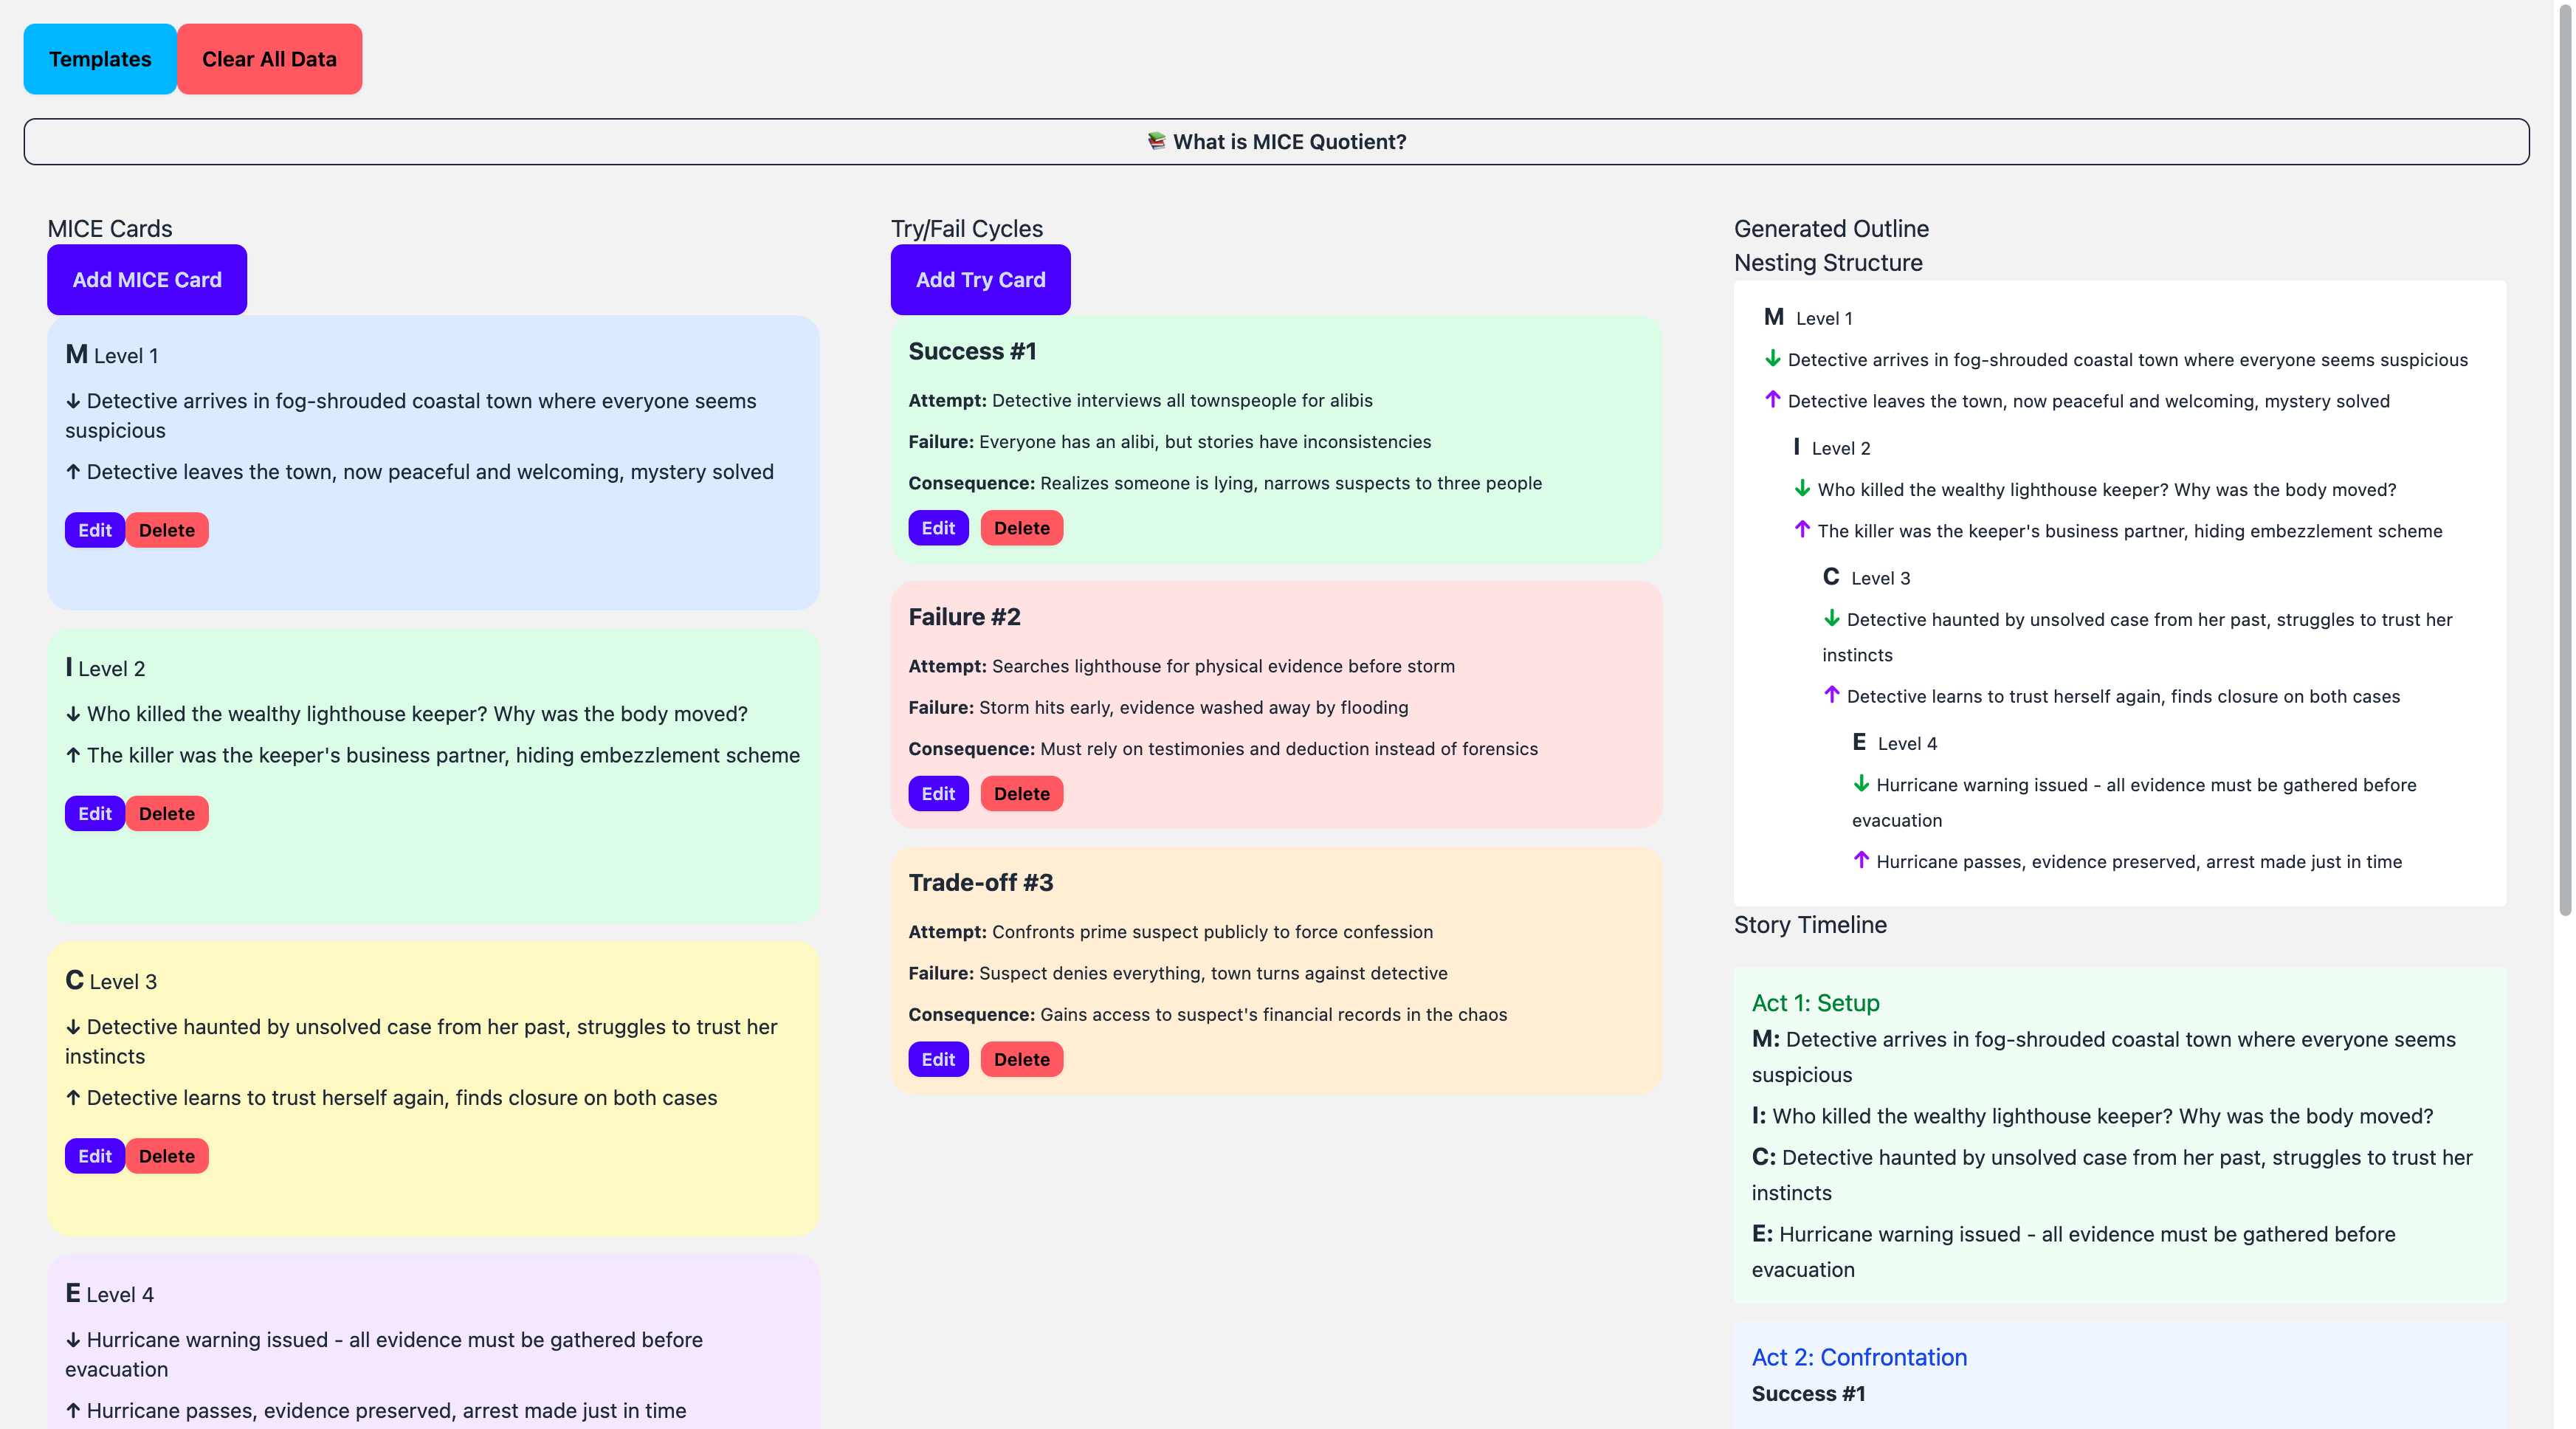 Templates
Clear All Data
📚 What is MICE Quotient?
MICE Cards
Add MICE Card
M Level 1
↓ Detective arrives in fog-shrouded coastal town where everyone seems
suspicious
↑ Detective leaves the town, now peaceful and welcoming, mystery solved
Edit
Delete
I Level 2
↓ Who killed the wealthy lighthouse keeper? Why was the body moved?
↑ The killer was the keeper's business partner, hiding embezzlement scheme
Edit
Delete
C Level 3
↓ Detective haunted by unsolved case from her past, struggles to trust her
instincts
↑ Detective learns to trust herself again, finds closure on both cases
Edit
Delete
E Level 4
↓ Hurricane warning issued - all evidence must be gathered before
evacuation
↑ Hurricane passes, evidence preserved, arrest made just in time
Try/Fail Cycles
Add Try Card
Success #1
Attempt: Detective interviews all townspeople for alibis
Failure: Everyone has an alibi, but stories have inconsistencies
Consequence: Realizes someone is lying, narrows suspects to three people
Edit
Delete
Failure #2
Attempt: Searches lighthouse for physical evidence before storm
Failure: Storm hits early, evidence washed away by flooding
Consequence: Must rely on testimonies and deduction instead of forensics
Edit
Delete
Trade-off #3
Attempt: Confronts prime suspect publicly to force confession
Failure: Suspect denies everything, town turns against detective
Consequence: Gains access to suspect's financial records in the chaos
Edit
Delete
Generated Outline
Nesting Structure
M Level 1
↓ Detective arrives in fog-shrouded coastal town where everyone seems suspicious
↑ Detective leaves the town, now peaceful and welcoming, mystery solved
I Level 2
↓ Who killed the wealthy lighthouse keeper? Why was the body moved?
↑ The killer was the keeper's business partner, hiding embezzlement scheme
C Level 3
↓ Detective haunted by unsolved case from her past, struggles to trust her
instincts
↑ Detective learns to trust herself again, finds closure on both cases
E Level 4
↓ Hurricane warning issued - all evidence must be gathered before
evacuation
↑ Hurricane passes, evidence preserved, arrest made just in time
Story Timeline
Act 1: Setup
M: Detective arrives in fog-shrouded coastal town where everyone seems
suspicious
I: Who killed the wealthy lighthouse keeper? Why was the body moved?
C: Detective haunted by unsolved case from her past, struggles to trust her
instincts
E: Hurricane warning issued - all evidence must be gathered before
evacuation
Act 2: Confrontation
Success #1